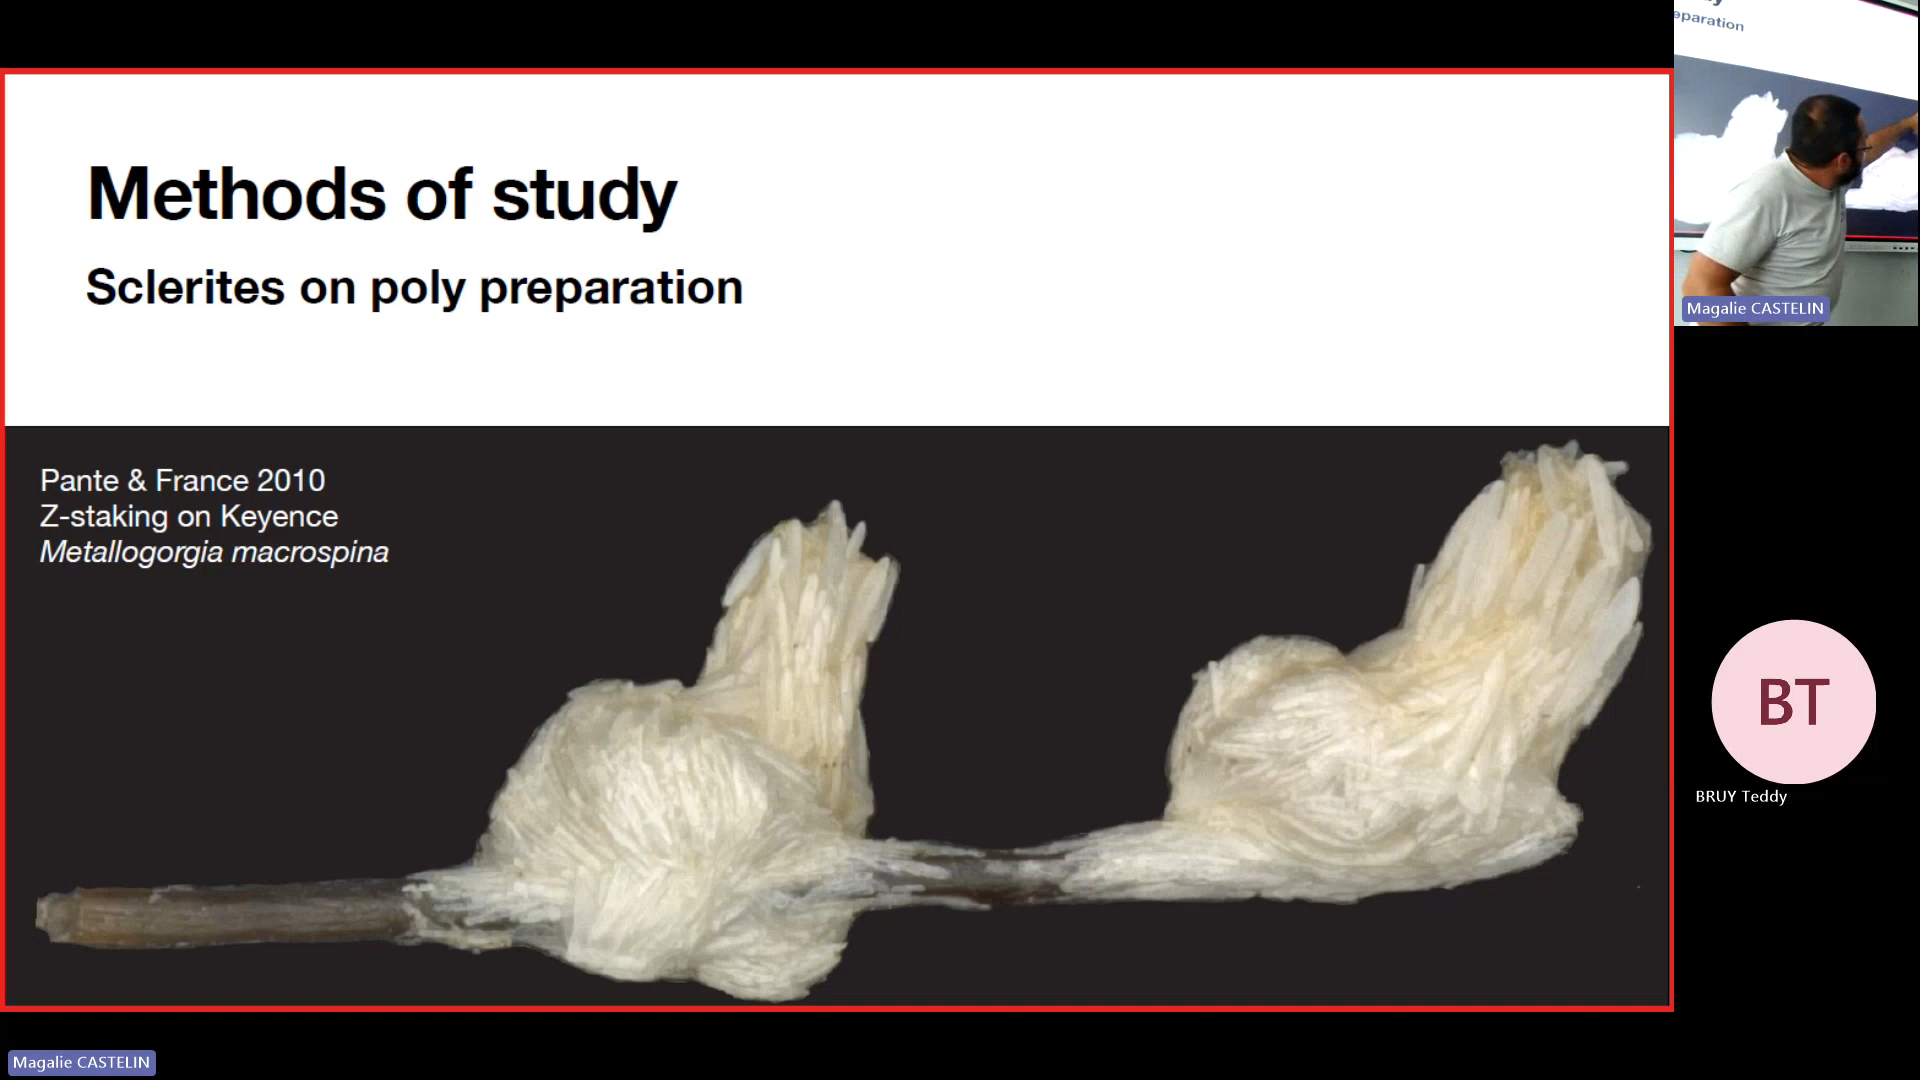 Methods of study
Sclerites on poly preparation
Pante & France 2010
Z-staking on Keyence
Metallogorgia macrospina
eparation
Magalie CASTELIN
BT
BRUY Teddy
Magalie CASTELIN